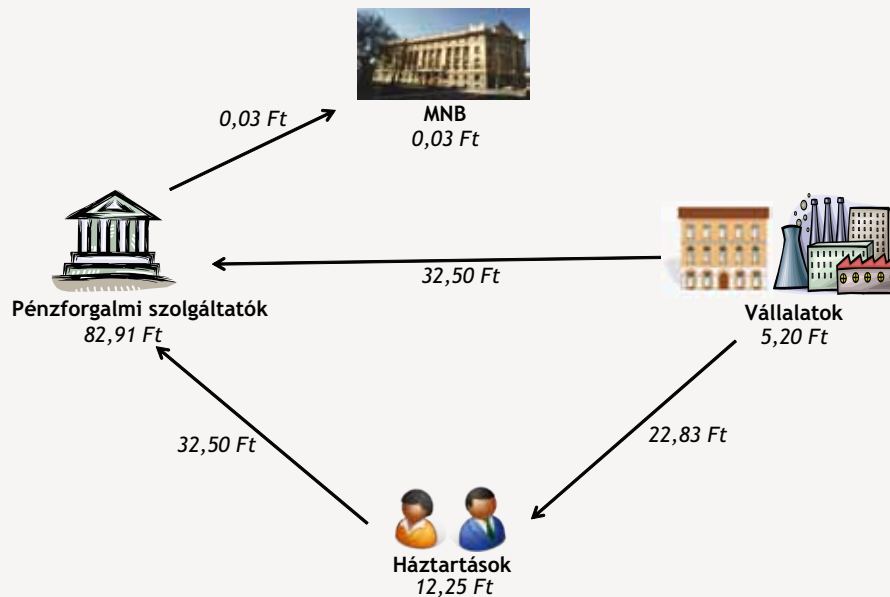 MNB
0,03 Ft
0,03 Ft
32,50 Ft
Pénzforgalmi szolgáltatók
82,91 Ft
Vállalatok
5,20 Ft
32,50 Ft
22,83 Ft
Háztartások
12,25 Ft